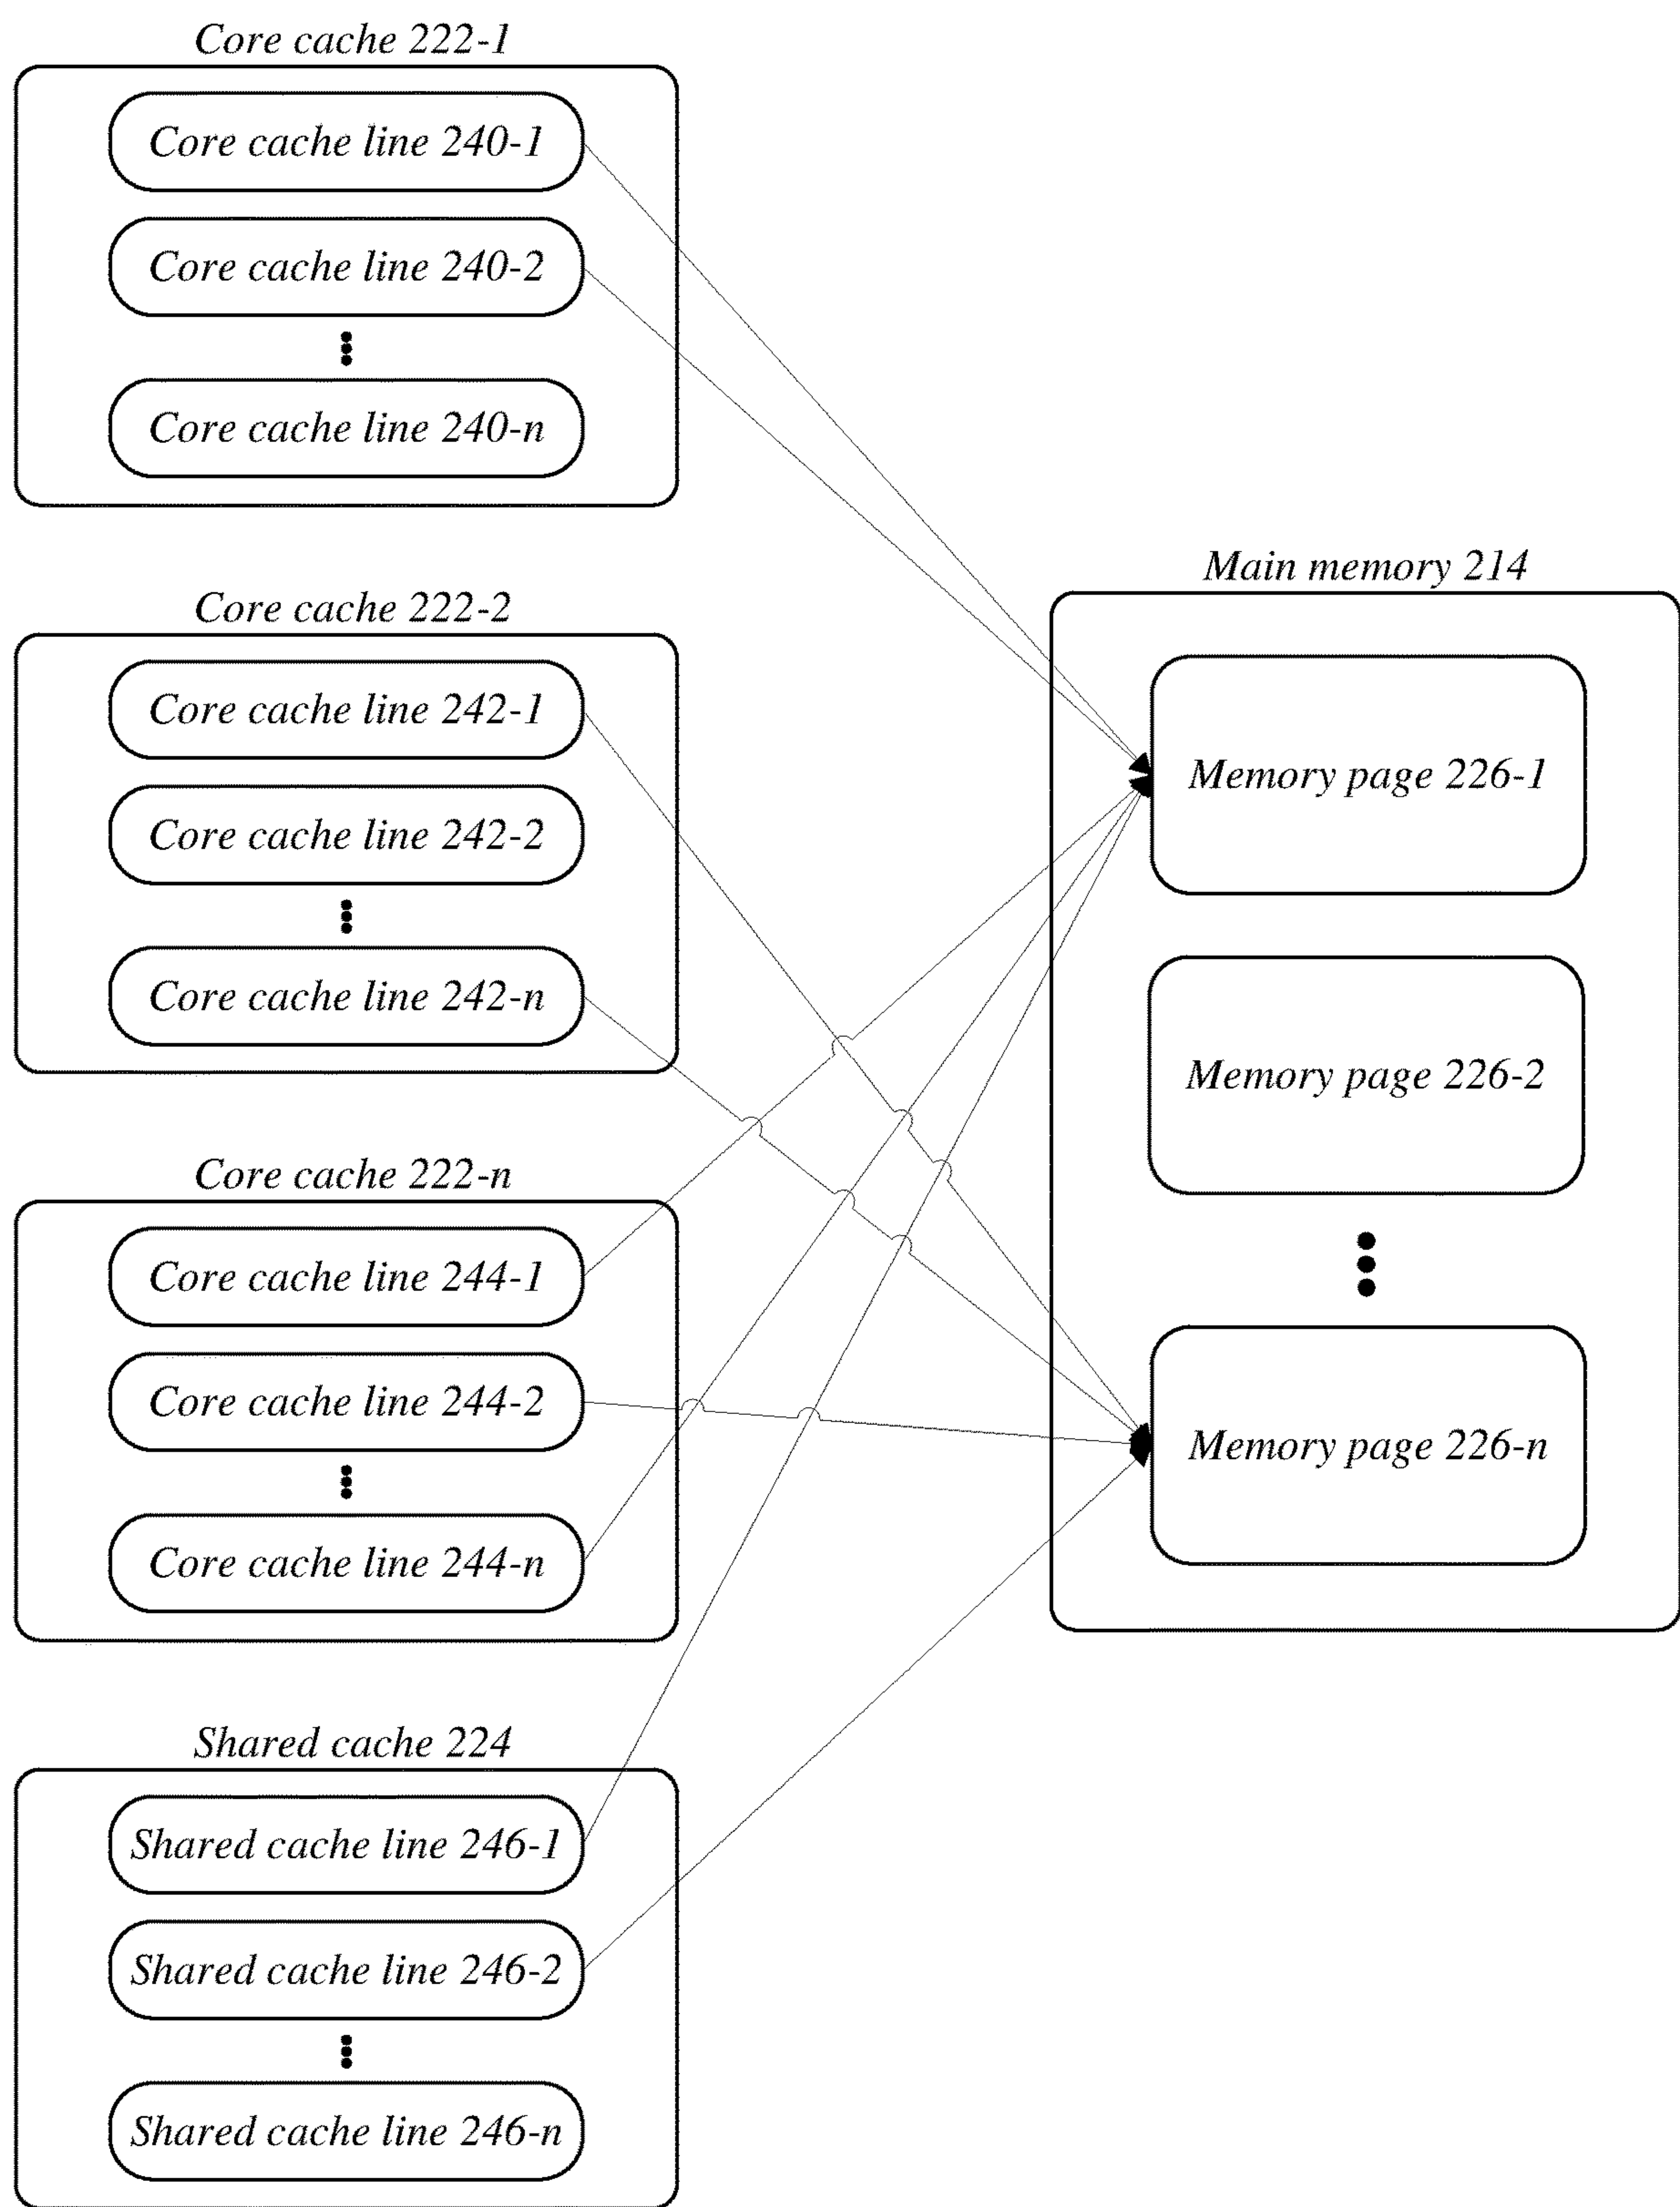 Core cache 222-1
Core cache line 240-1
Core cache line 240-2
Core cache line 240-n
Core cache 222-2
Core cache line 242-1
Core cache line 242-2
Core cache line 242-n
Core cache 222-n
Core cache line 244-1
Core cache line 244-2
Core cache line 244-n
Shared cache 224
Shared cache line 246-1
Shared cache line 246-2
Shared cache line 246-n
Main memory 214
Memory page 226-1
Memory page 226-2
Memory page 226-n